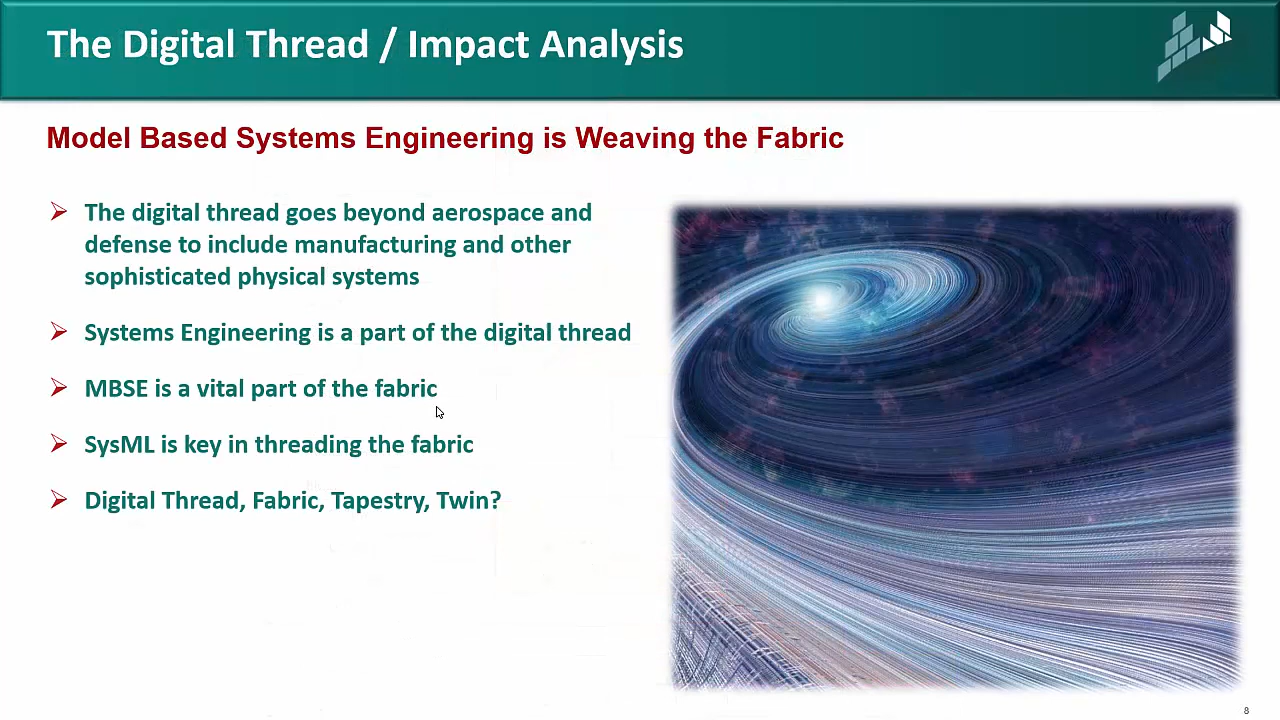 The Digital Thread / Impact Analysis
Model Based Systems Engineering is Weaving the Fabric
The digital thread goes beyond aerospace and
defense to include manufacturing and other
sophisticated physical systems
Systems Engineering is a part of the digital thread
MBSE is a vital part of the fabric
SysML is key in threading the fabric
Digital Thread, Fabric, Tapestry, Twin?
8